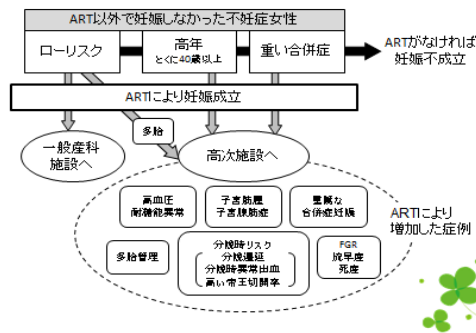 ART以外で妊娠しなかった不妊症女性
ローリスク
高年
とくに40歳以上
重い合併症
ARTがなければ
妊娠不成立
ARTにより妊娠成立
多胎
一般産科
施設へ
高次施設へ
高血圧
耐糖能異常
子宮筋腫
子宮腺筋症
重篤な
合併症妊娠
多胎管理
分娩時リスク
分娩遷延
分娩時異常出血
高い帝王切開率
FGR
死産
ARTにより
増加した症例